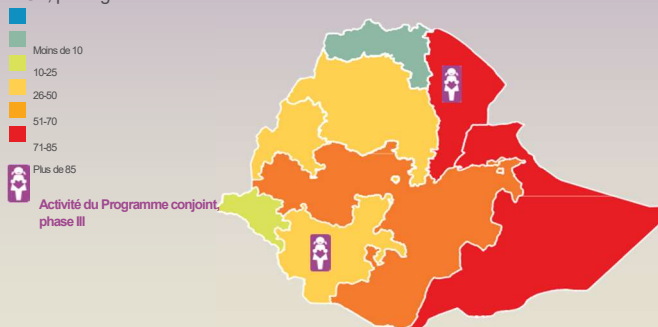 Moins de 10
10-25
26-50
51-70
71-85
Plus de 85
Activité du Programme conjoint,
phase III